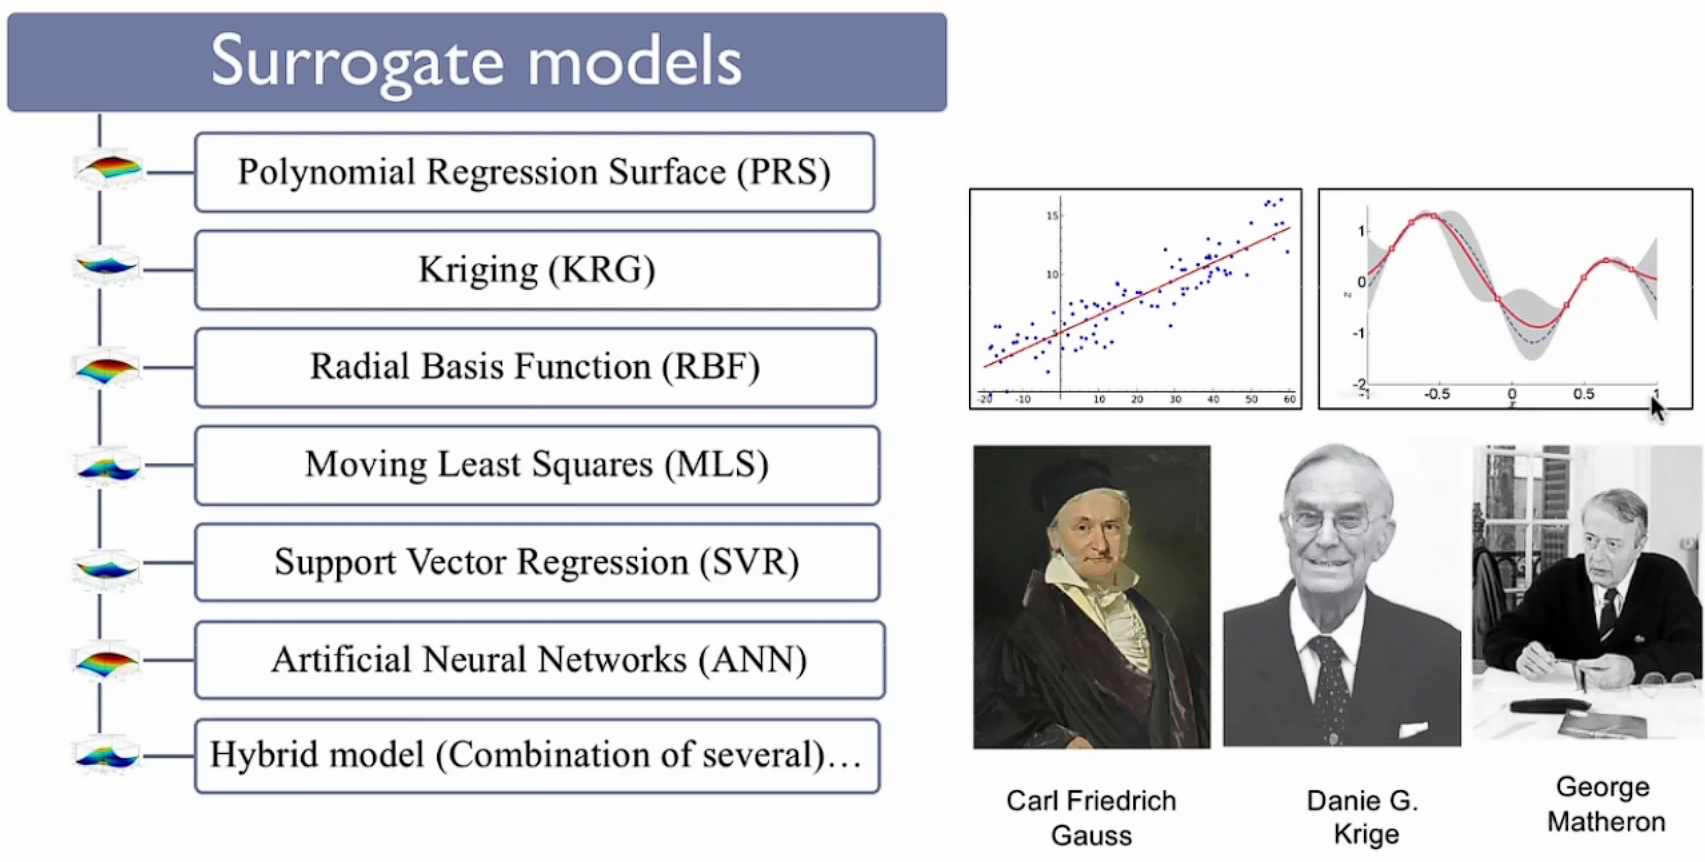 Surrogate models
Polynomial Regression Surface (PRS)
Kriging (KRG)
Radial Basis Function (RBF)
Moving Least Squares (MLS)
Support Vector Regression (SVR)
Artificial Neural Networks (ANN)
Hybrid model (Combination of several)…
15
10
-20 -10 10 20 30 40 50 60
1
0
-1
-2
z
-1 -0.5 0 0.5 1
x
Carl Friedrich
Gauss
Danie G.
Krige
George
Matheron